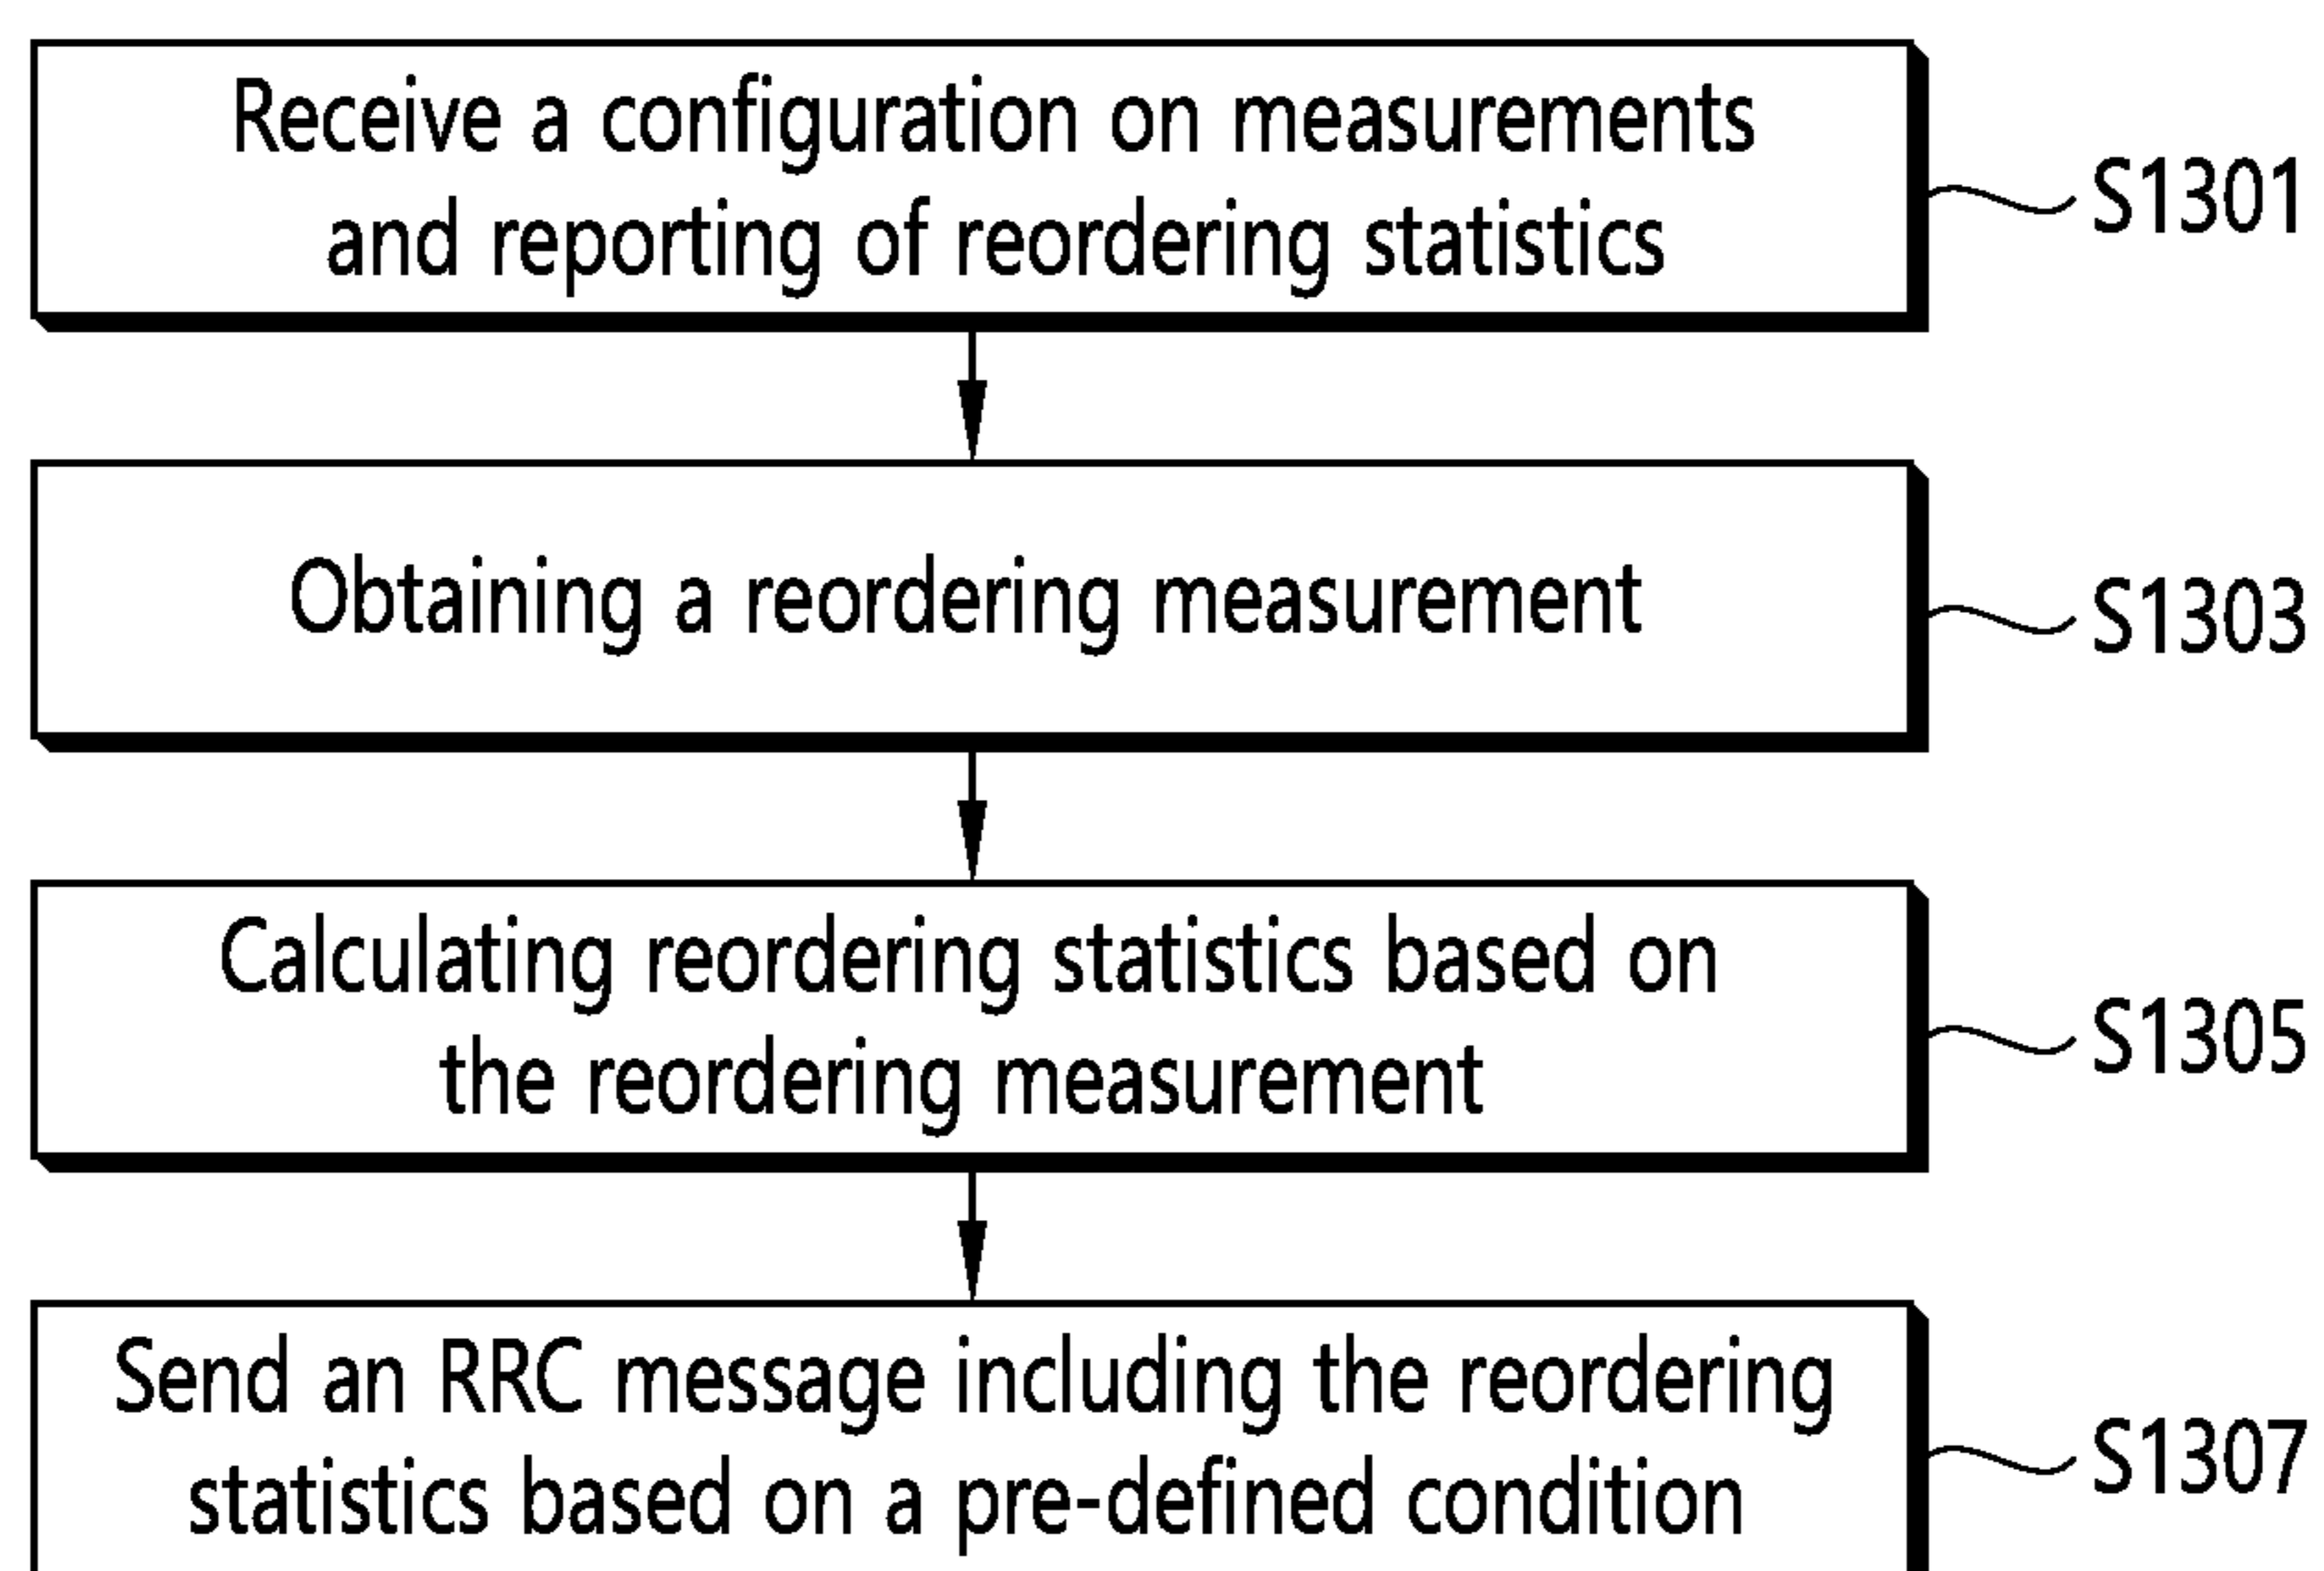 Receive a configuration on measurements
and reporting of reordering statistics
S1301
Obtaining a reordering measurement
S1303
Calculating reordering statistics based on
the reordering measurement
S1305
Send an RRC message including the reordering
statistics based on a pre-defined condition
S1307